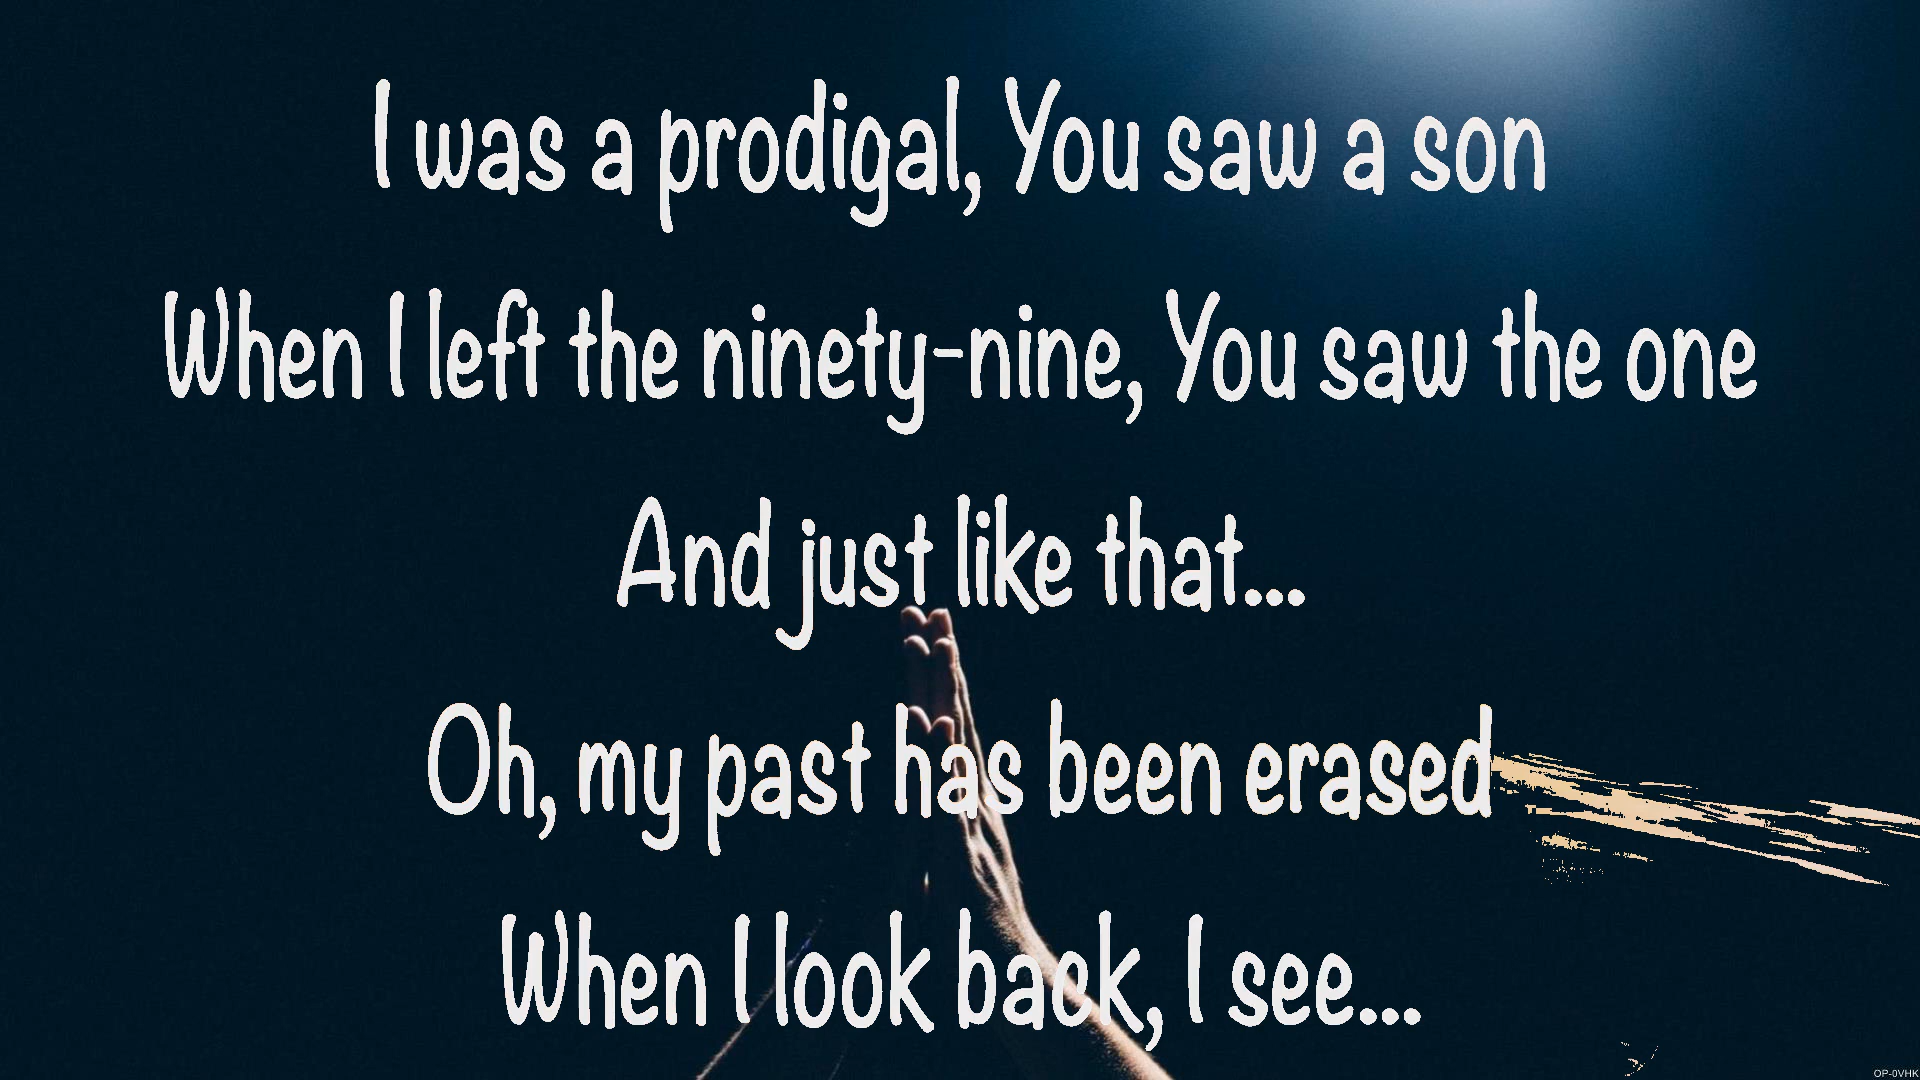 I was a prodigal, You saw a son
When I left the ninety-nine, You saw the one
And just like that...
Oh, my past has been erased
When I look back, I see...
OP-0VHK